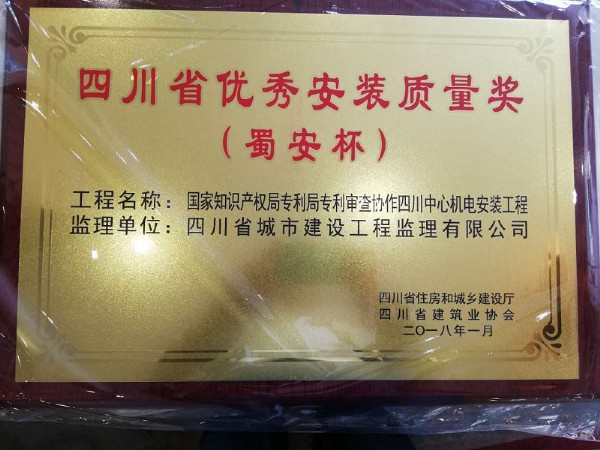 四川省优秀安装质量奖
（蜀安杯）
工程名称：国家知识产权局专利局专利审查协作四川中心机电安装工程
监理单位：四川省城市建设工程监理有限公司
四川省住房和城乡建设厅
四川省建筑业协会
二〇一八年一月